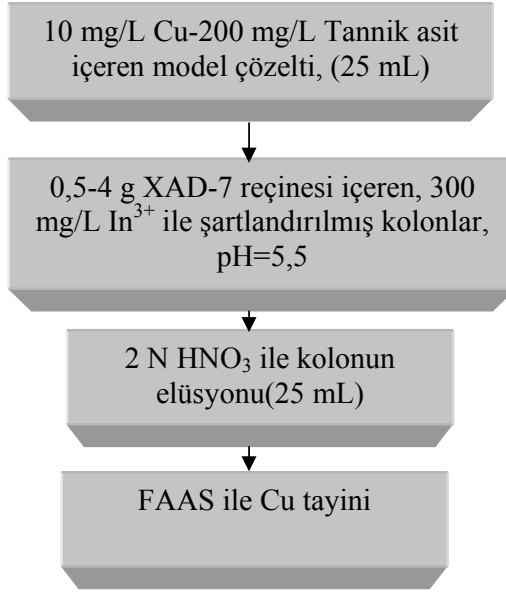 10 mg/L Cu-200 mg/L Tannik asit
içeren model çözelti, (25 mL)
0,5-4 g XAD-7 reçinesi içeren, 300
mg/L In³⁺ ile şartlandırılmış kolonlar,
pH=5,5
2 N HNO₃ ile kolonun
elüsyonu(25 mL)
FAAS ile Cu tayini